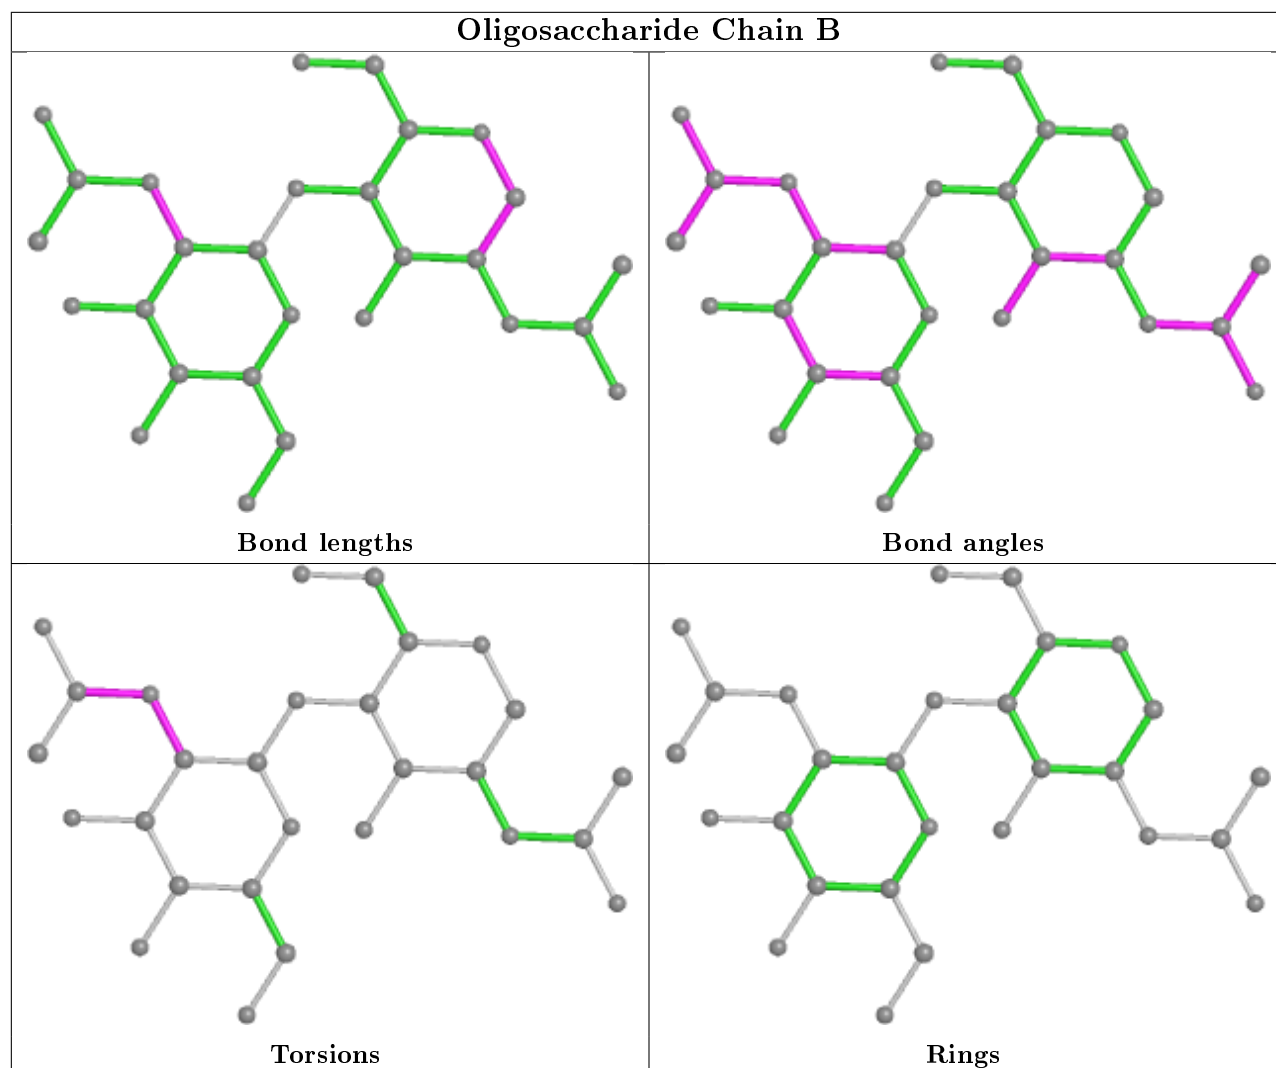 Oligosaccharide Chain B
Bond lengths
Bond angles
Torsions
Rings